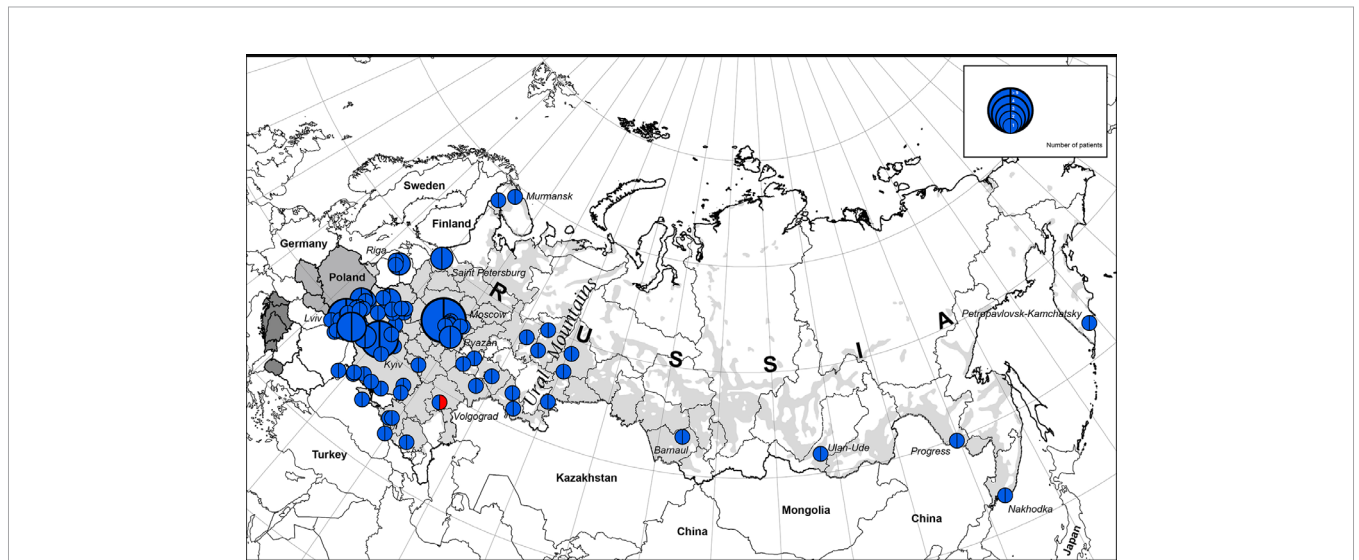 Number of patients
Sweden
Murmansk
Finland
Germany
Riga
Poland
Saint Petersburg
R
U
S
S
I
A
Ural Mountains
Petropavlovsk-Kamchatsky
Lviv
Moscow
Ryazan
Kyiv
Volgograd
Barnaul
Ulan-Ude
Progress
Turkey
Kazakhstan
Mongolia
China
China
Nakhodka
Japan